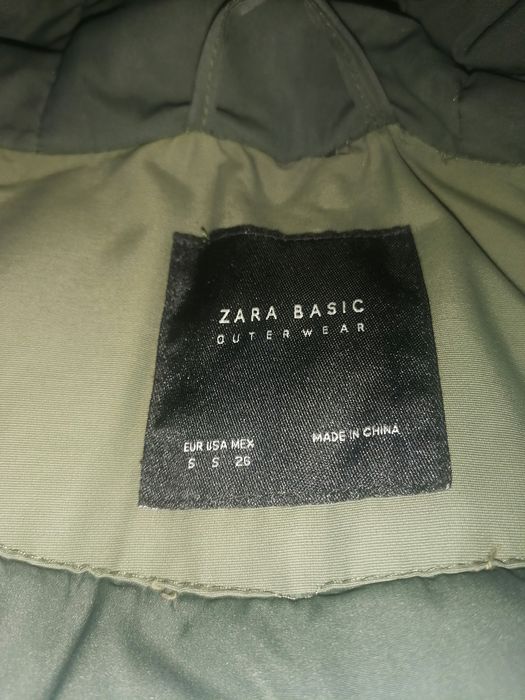 ZARA BASIC
OUTERWEAR
EUR USA MEX
S S 26
MADE IN CHINA